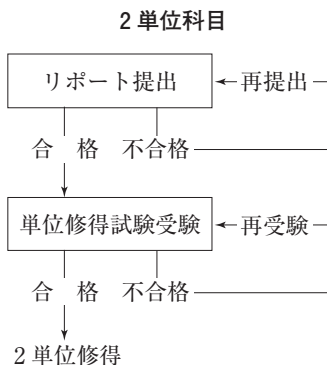 2単位科目
リポート提出 再提出
合 格 不合格
単位修得試験受験 再受験
合 格 不合格
2単位修得